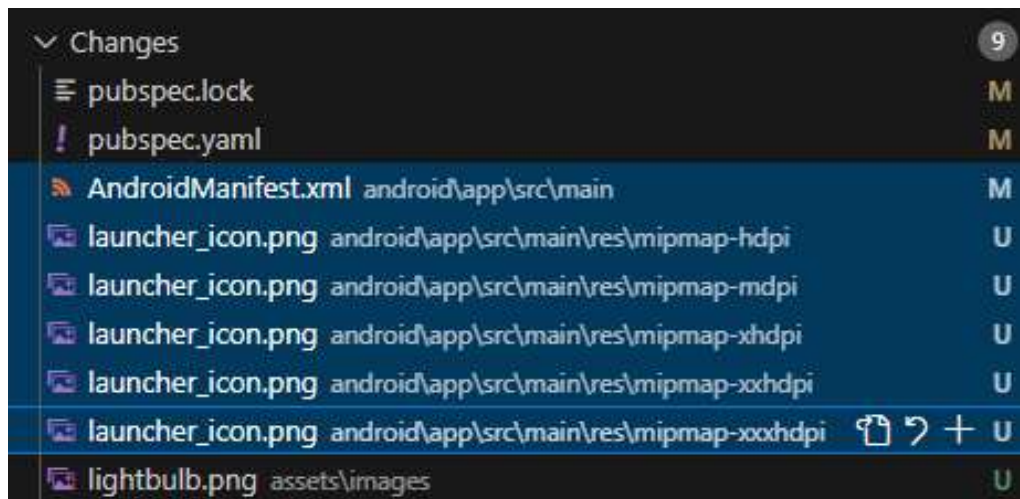 Changes 9
pubspec.lock M
! pubspec.yaml M
AndroidManifest.xml android\app\src\main M
launcher_icon.png android\app\src\main\res\mipmap-hdpi U
launcher_icon.png android\app\src\main\res\mipmap-mdpi U
launcher_icon.png android\app\src\main\res\mipmap-xhdpi U
launcher_icon.png android\app\src\main\res\mipmap-xxhdpi U
launcher_icon.png android\app\src\main\res\mipmap-xxxhdpi U
lightbulb.png assets\images U